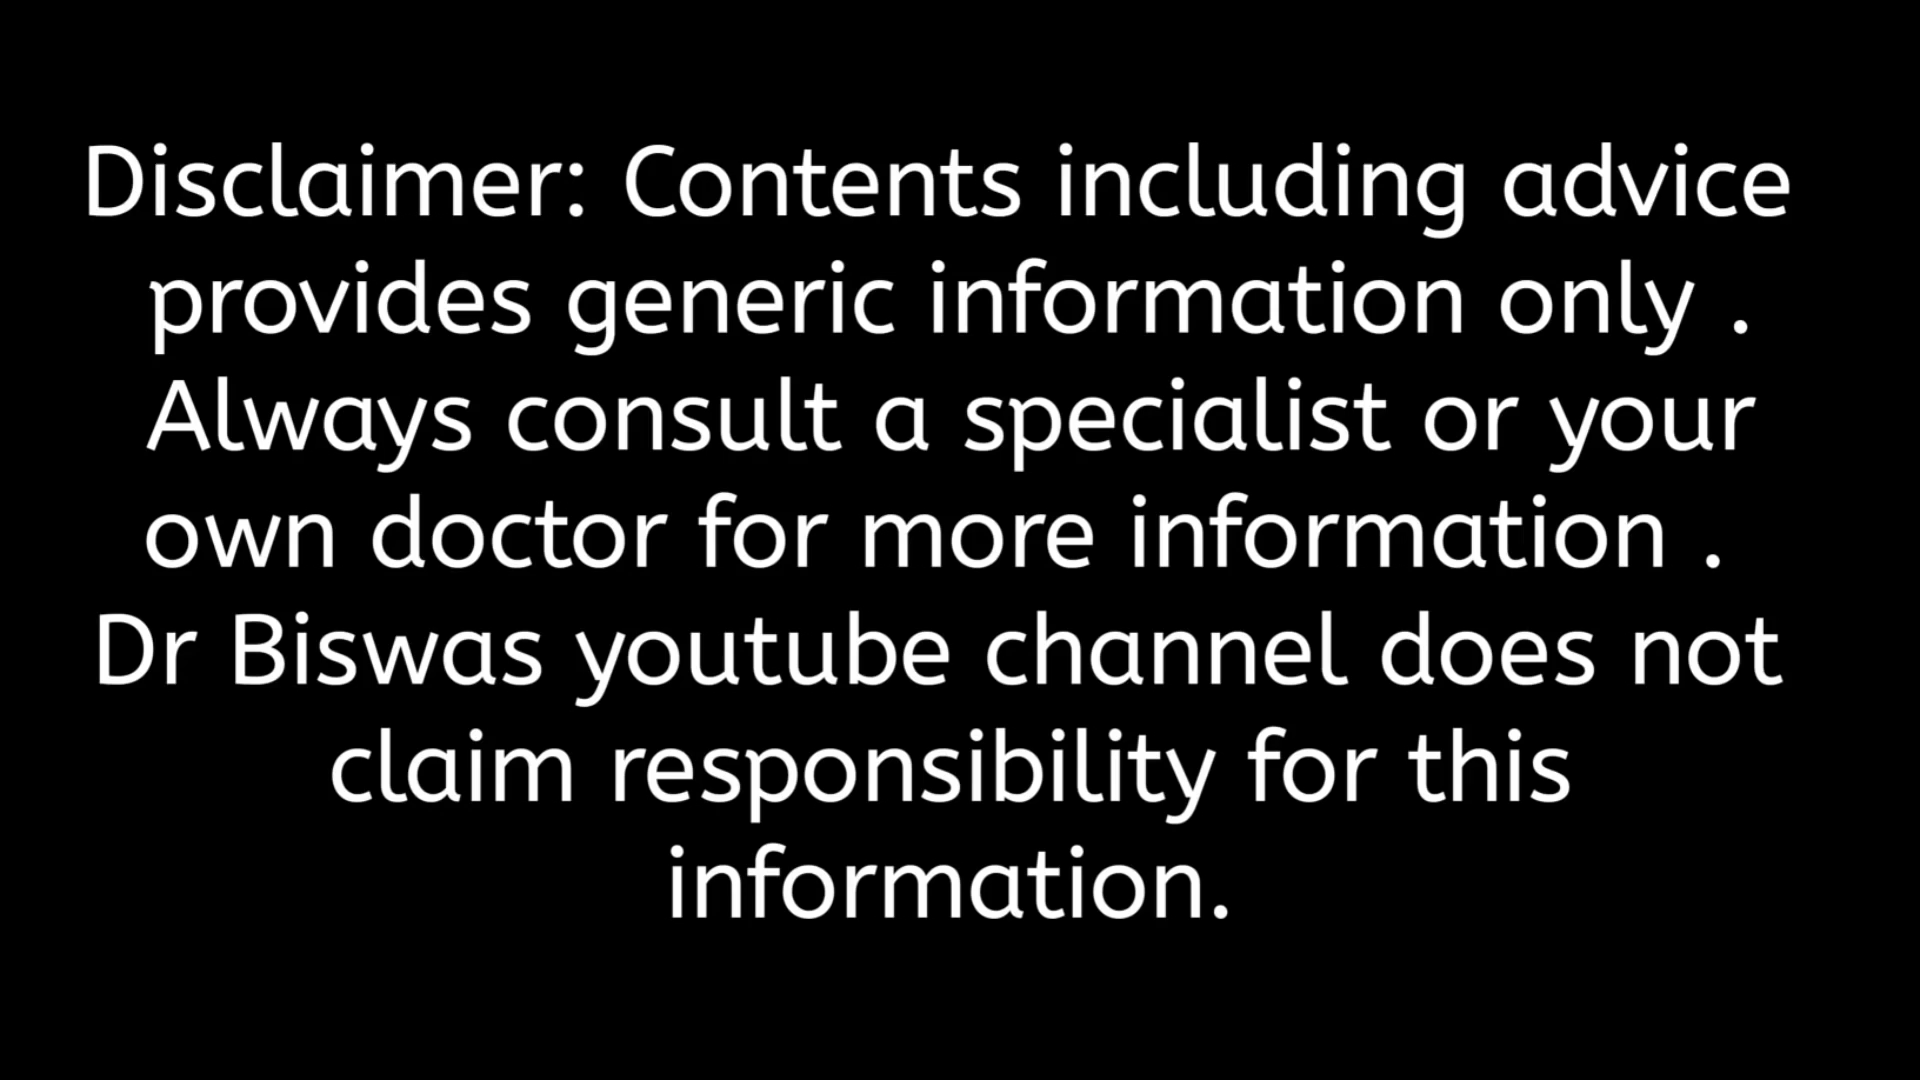 Disclaimer: Contents including advice
provides generic information only .
Always consult a specialist or your
own doctor for more information .
Dr Biswas youtube channel does not
claim responsibility for this
information.